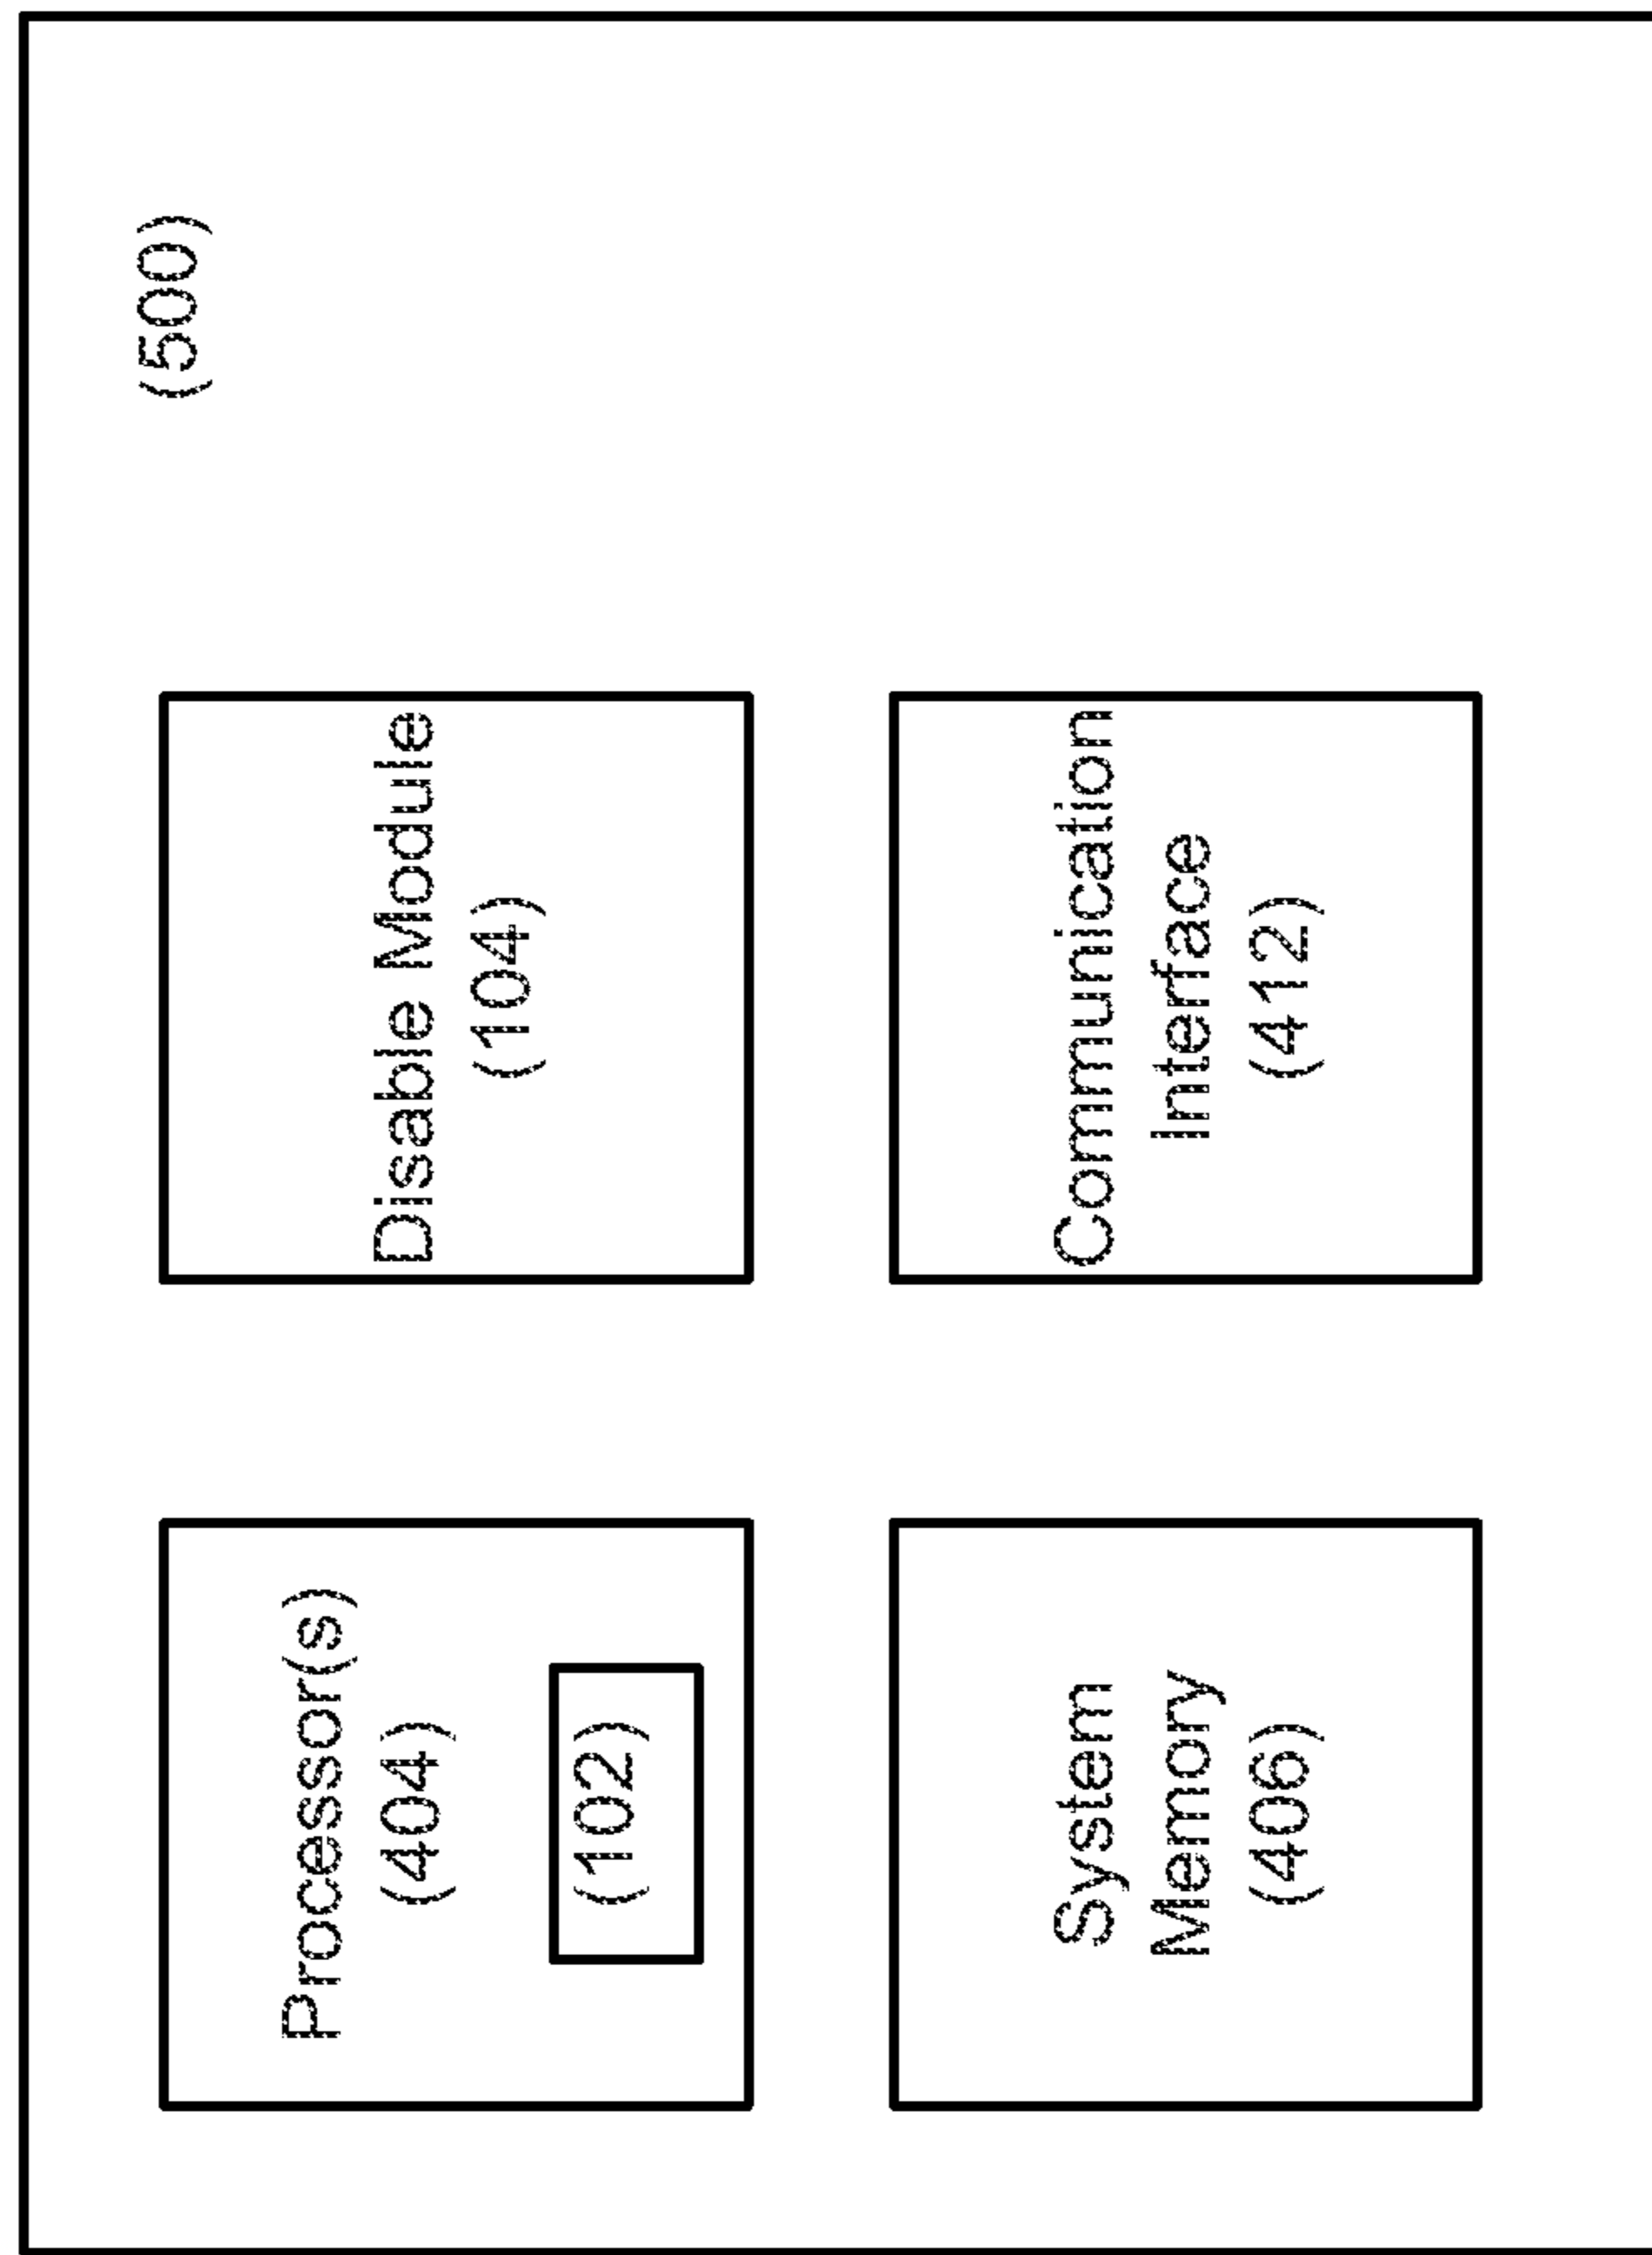 (500)
Processor(s)
(404)
(102)
Disable Module
(104)
System
Memory
(406)
Communication
Interface
(412)